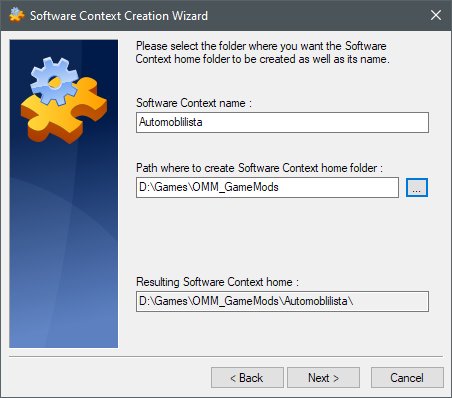 Software Context Creation Wizard
Please select the folder where you want the Software
Context home folder to be created as well as its name.
Software Context name :
Automoblilista
Path where to create Software Context home folder :
D:\Games\OMM_GameMods
...
Resulting Software Context home :
D:\Games\OMM_GameMods\Automoblilista\
< Back
Next >
Cancel